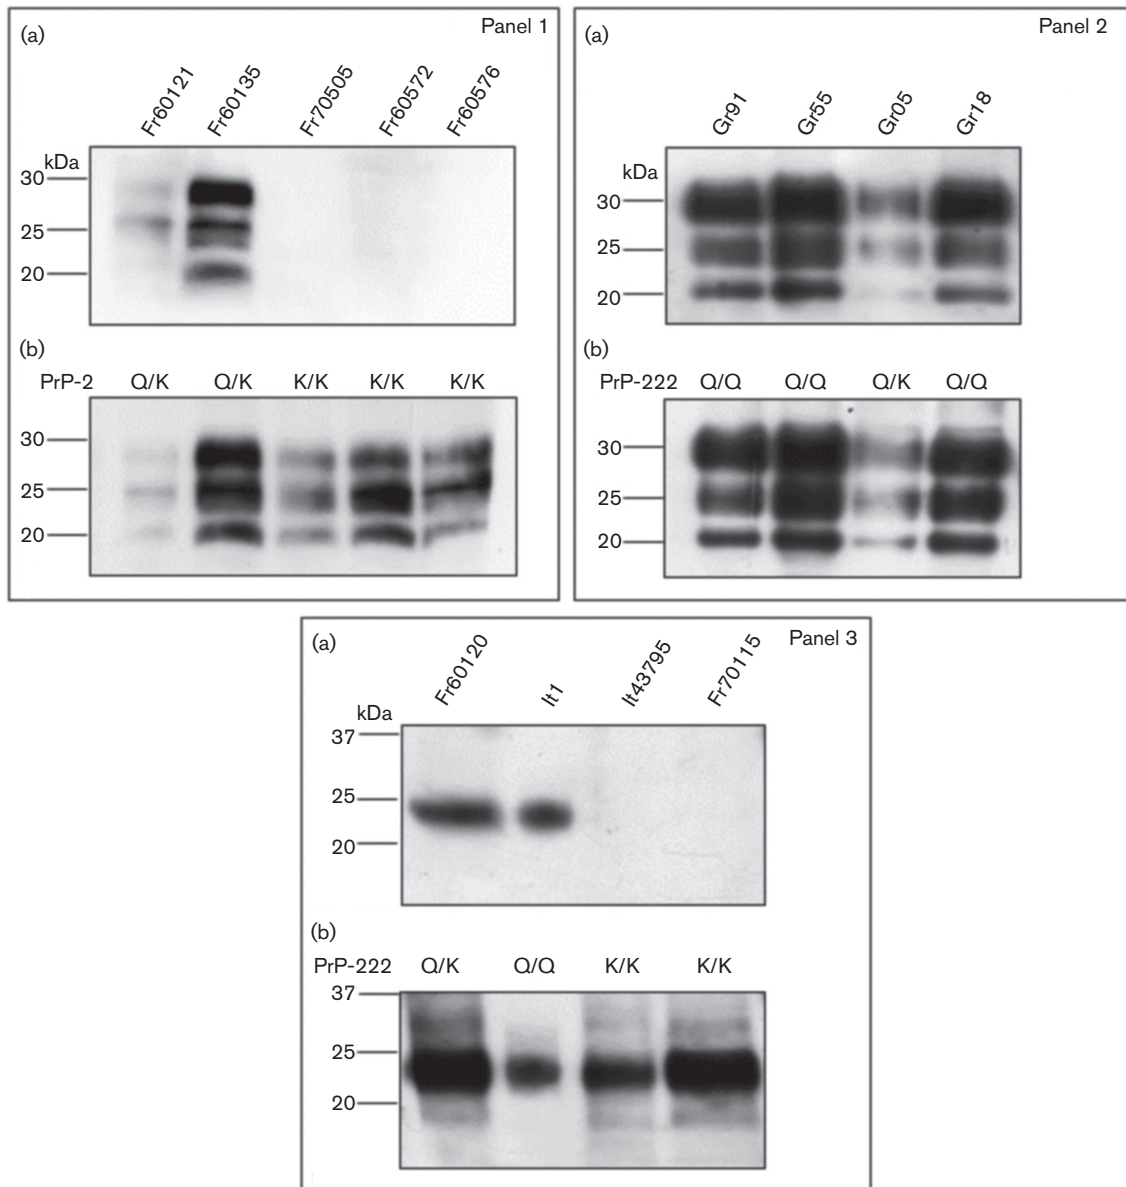 Panel 1
(a)
Fr60121 Fr60135 Fr70505 Fr60572 Fr60576
kDa
30
25
20
(b)
PrP-2 Q/K Q/K K/K K/K K/K
30
25
20
Panel 2
(a)
Gr91 Gr55 Gr05 Gr18
kDa
30
25
20
(b)
PrP-222 Q/Q Q/Q Q/K Q/Q
30
25
20
Panel 3
(a)
Fr60120 It1 It43795 Fr70115
kDa
37
25
20
(b)
PrP-222 Q/K Q/Q K/K K/K
37
25
20